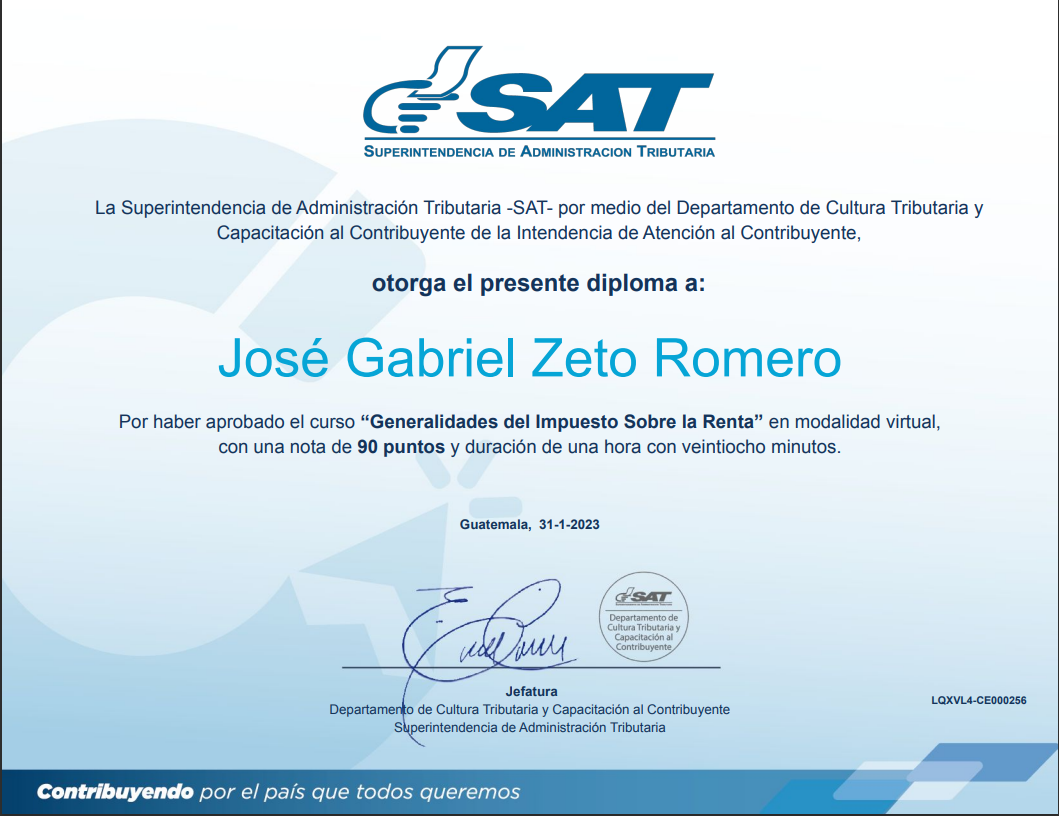 SAT
SUPERINTENDENCIA DE ADMINISTRACION TRIBUTARIA
La Superintendencia de Administración Tributaria -SAT- por medio del Departamento de Cultura Tributaria y
Capacitación al Contribuyente de la Intendencia de Atención al Contribuyente,
otorga el presente diploma a:
José Gabriel Zeto Romero
Por haber aprobado el curso “Generalidades del Impuesto Sobre la Renta” en modalidad virtual,
con una nota de 90 puntos y duración de una hora con veintiocho minutos.
Guatemala, 31-1-2023
SAT
Departamento de
Cultura Tributaria y
Capacitación al
Contribuyente
Jefatura
Departamento de Cultura Tributaria y Capacitación al Contribuyente
Superintendencia de Administración Tributaria
LQXVL4-CE000256
Contribuyendo por el país que todos queremos